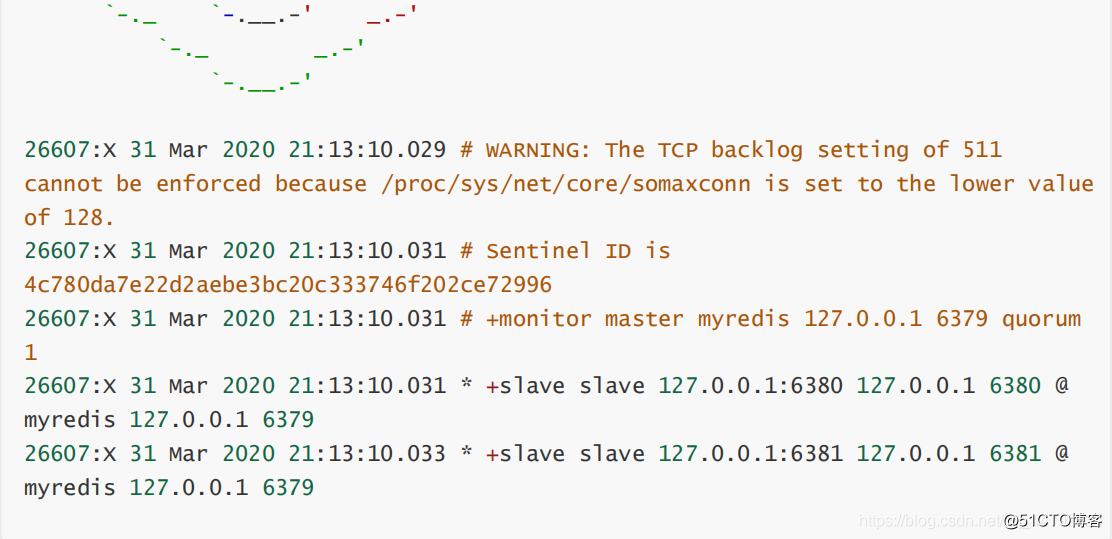 `-._ `-.__.-' _.-'
`-._ _.-'
`-.__.-'
26607:X 31 Mar 2020 21:13:10.029 # WARNING: The TCP backlog setting of 511
cannot be enforced because /proc/sys/net/core/somaxconn is set to the lower value
of 128.
26607:X 31 Mar 2020 21:13:10.031 # Sentinel ID is
4c780da7e22d2aebe3bc20c333746f202ce72996
26607:X 31 Mar 2020 21:13:10.031 # +monitor master myredis 127.0.0.1 6379 quorum
1
26607:X 31 Mar 2020 21:13:10.031 * +slave slave 127.0.0.1:6380 127.0.0.1 6380 @
myredis 127.0.0.1 6379
26607:X 31 Mar 2020 21:13:10.033 * +slave slave 127.0.0.1:6381 127.0.0.1 6381 @
myredis 127.0.0.1 6379
https://blog.csdn.net/ @51CTO博客